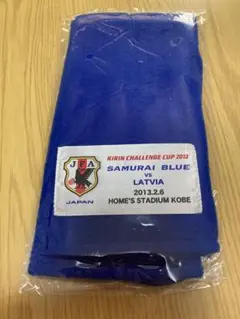 KIRIN CHALLENGE CUP 2013
SAMURAI BLUE
VS
LATVIA
2013.2.6
HOME'S STADIUM KOBE
JFA
JAPAN